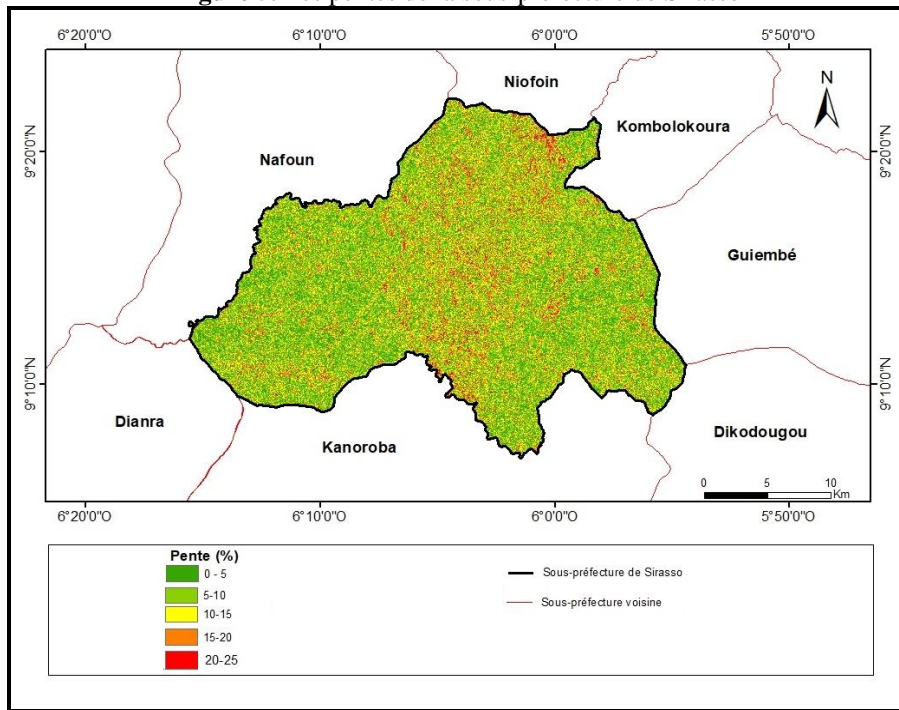 6°20'0"O 6°10'0"O 6°0'0"O 5°50'0"O
N
Niofoin
Kombolokoura
9°20'0"N 9°20'0"N
Nafoun
Guiembé
9°10'0"N 9°10'0"N
Dianra
Kanoroba
Dikodougou
0 5 10
Km
6°20'0"O 6°10'0"O 6°0'0"O 5°50'0"O
Pente (%)
0 - 5
5-10
10-15
15-20
20-25
Sous-préfecture de Sirasso
Sous-préfecture voisine